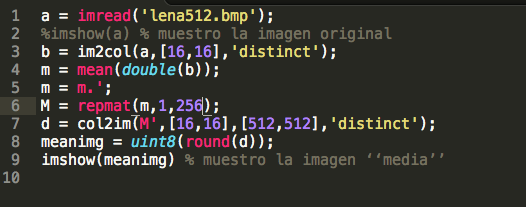 1 a = imread('lena512.bmp');
2 %imshow(a) % muestro la imagen original
3 b = im2col(a,[16,16],'distinct');
4 m = mean(double(b));
5 m = m.';
6 M = repmat(m,1,256);
7 d = col2im(M',[16,16],[512,512],'distinct');
8 meanimg = uint8(round(d));
9 imshow(meanimg) % muestro la imagen ‘‘media’’
10